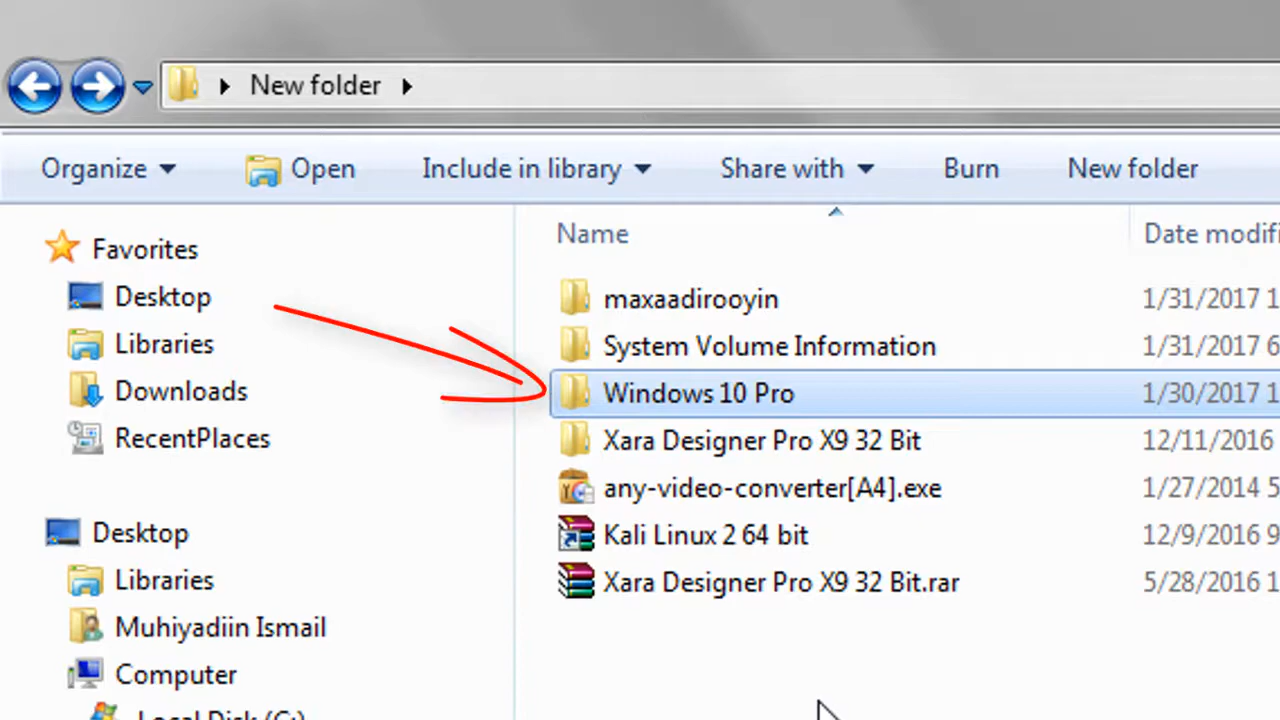 New folder
Organize
Open
Include in library
Share with
Burn
New folder
Favorites
Desktop
Libraries
Downloads
RecentPlaces
Desktop
Libraries
Muhiyadiin Ismail
Computer
Local Disk (C:)
Name
Date modifi
maxaadirooyin 1/31/2017 1
System Volume Information 1/31/2017 6
Windows 10 Pro 1/30/2017 1
Xara Designer Pro X9 32 Bit 12/11/2016
any-video-converter[A4].exe 1/27/2014 5
Kali Linux 2 64 bit 12/9/2016 9
Xara Designer Pro X9 32 Bit.rar 5/28/2016 1